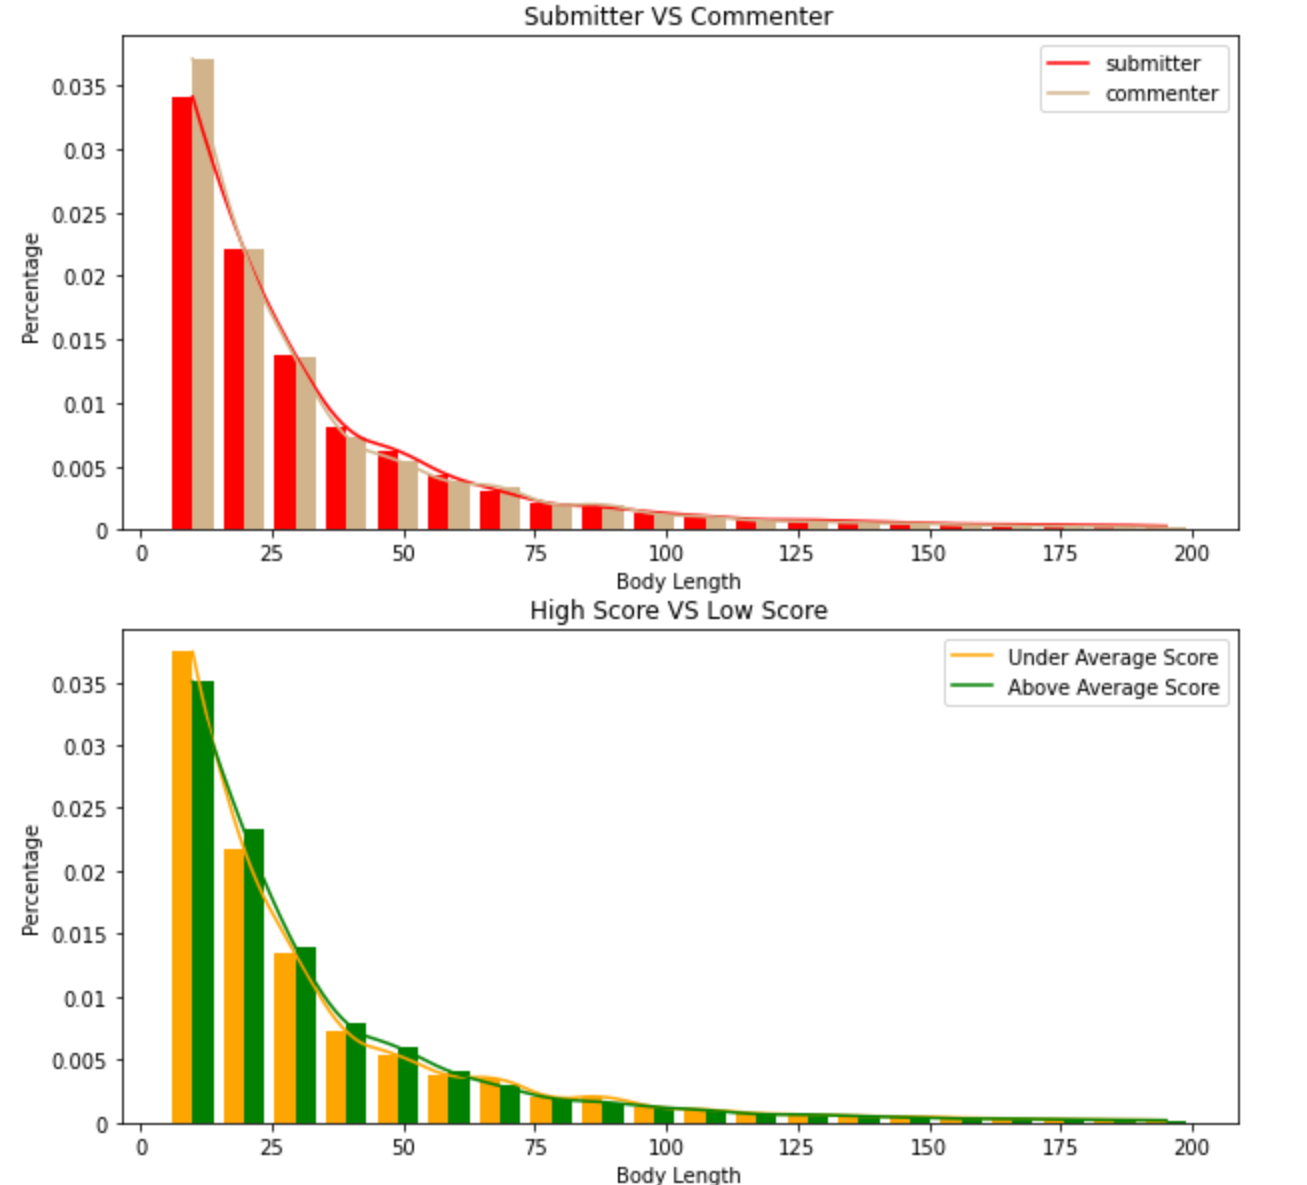 Submitter VS Commenter
submitter
commenter
0.035
0.03
0.025
0.02
0.015
0.01
0.005
0
Percentage
0 25 50 75 100 125 150 175 200
Body Length
High Score VS Low Score
Under Average Score
Above Average Score
0.035
0.03
0.025
0.02
0.015
0.01
0.005
0
Percentage
0 25 50 75 100 125 150 175 200
Body Length